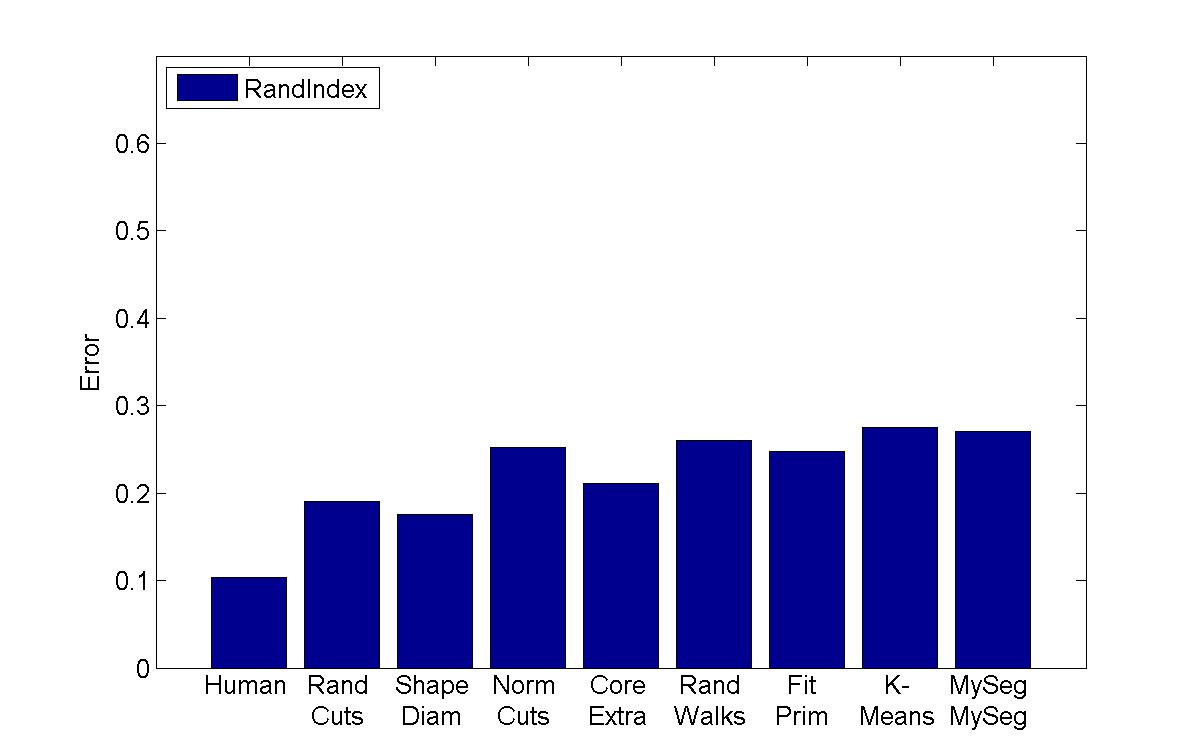 RandIndex
0.6
0.5
0.4
0.3
0.2
0.1
0
Error
Human Rand Shape Norm Core Rand Fit K- MySeg
Cuts Diam Cuts Extra Walks Prim Means MySeg